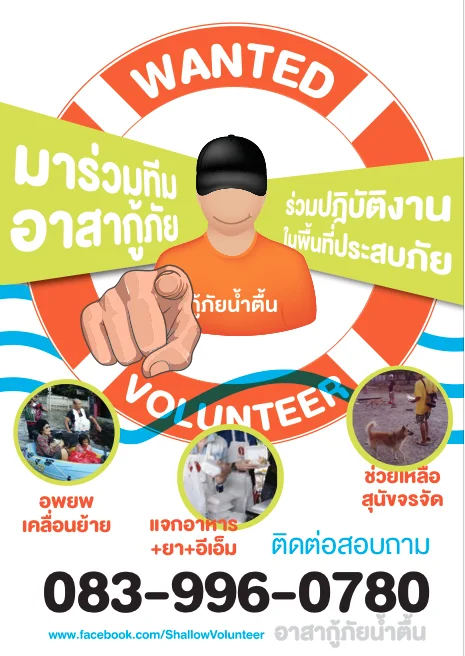 WANTED
มาร่วมทีม
อาสากู้ภัย
ร่วมปฏิบัติงาน
ในพื้นที่ประสบภัย
กู้ภัยน้ำตื้น
VOLUNTEER
อพยพ
เคลื่อนย้าย
แจกอาหาร
+ยา+อีเอ็ม
ช่วยเหลือ
สุนัขจรจัด
ติดต่อสอบถาม
083-996-0780
www.facebook.com/ShallowVolunteer อาสากู้ภัยน้ำตื้น